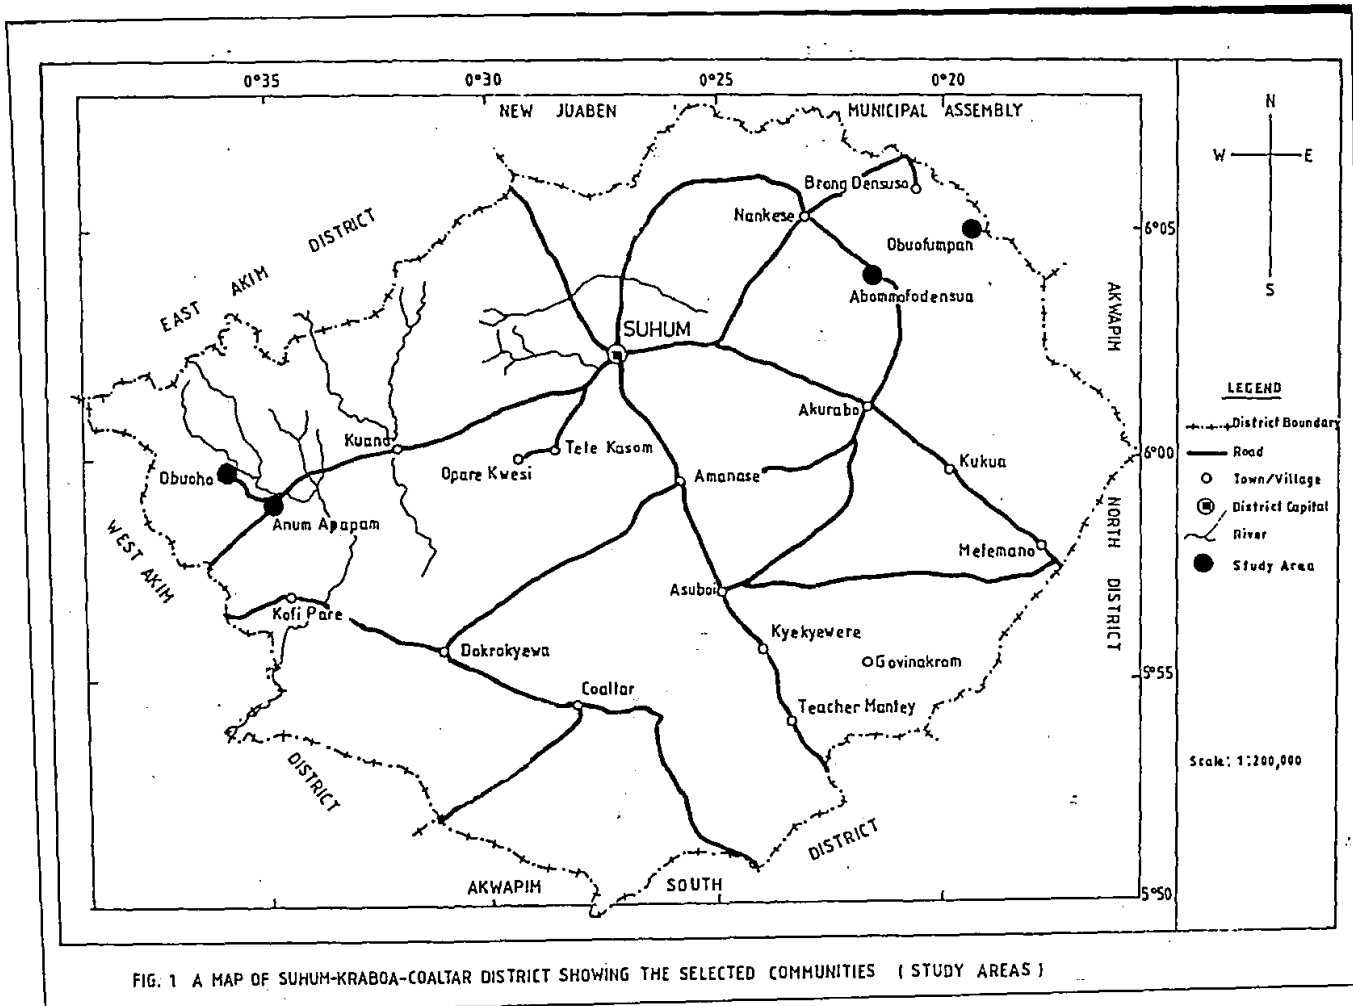 0°35 0°30 0°25 0°20
NEW JUABEN MUNICIPAL ASSEMBLY
N
W E
S
Brong Densuso
Nankese
6°05
EAST AKIM DISTRICT
Obuofumpan
Abommofodensua
AKWAPIM
SUHUM
LEGEND
District Boundary
Road
Town/Village
District Capital
River
Study Area
Akurabo
Kuano
Tele Kasom
Opare Kwesi
Amanase
Kukua
6°00
Obuoho
Anum Apapam
WEST AKIM
NORTH
Metemano
Asuboi
DISTRICT
Kofi Pare
Kyekyewere
Dokrokyewa
Govinakrom
5°55
Coaltar
Teacher Mantey
Scale: 1:200,000
DISTRICT
DISTRICT
AKWAPIM SOUTH
5°50
FIG. 1 A MAP OF SUHUM-KRABOA-COALTAR DISTRICT SHOWING THE SELECTED COMMUNITIES ( STUDY AREAS )